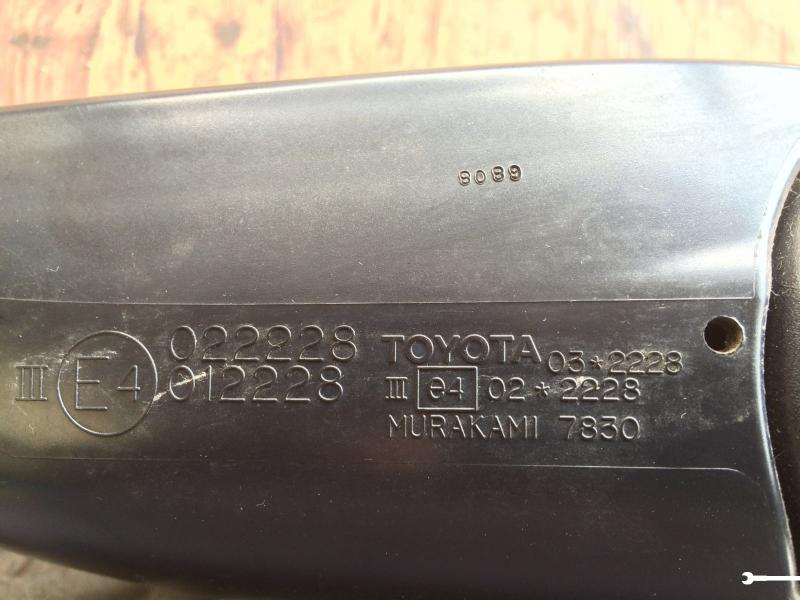 8089
022228
III E4 012228
TOYOTA 03*2228
III e4 02*2228
MURAKAMI 7830